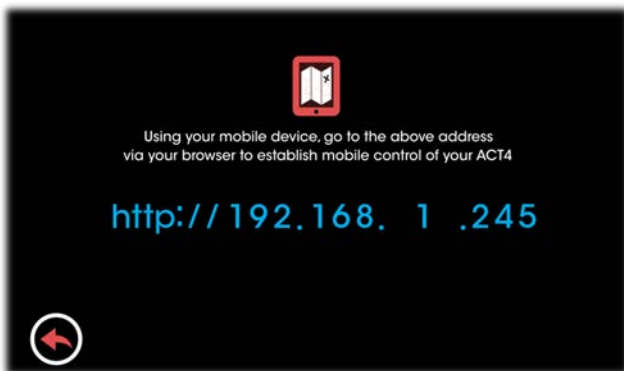 Using your mobile device, go to the above address
via your browser to establish mobile control of your ACT4
http://192.168. 1 .245